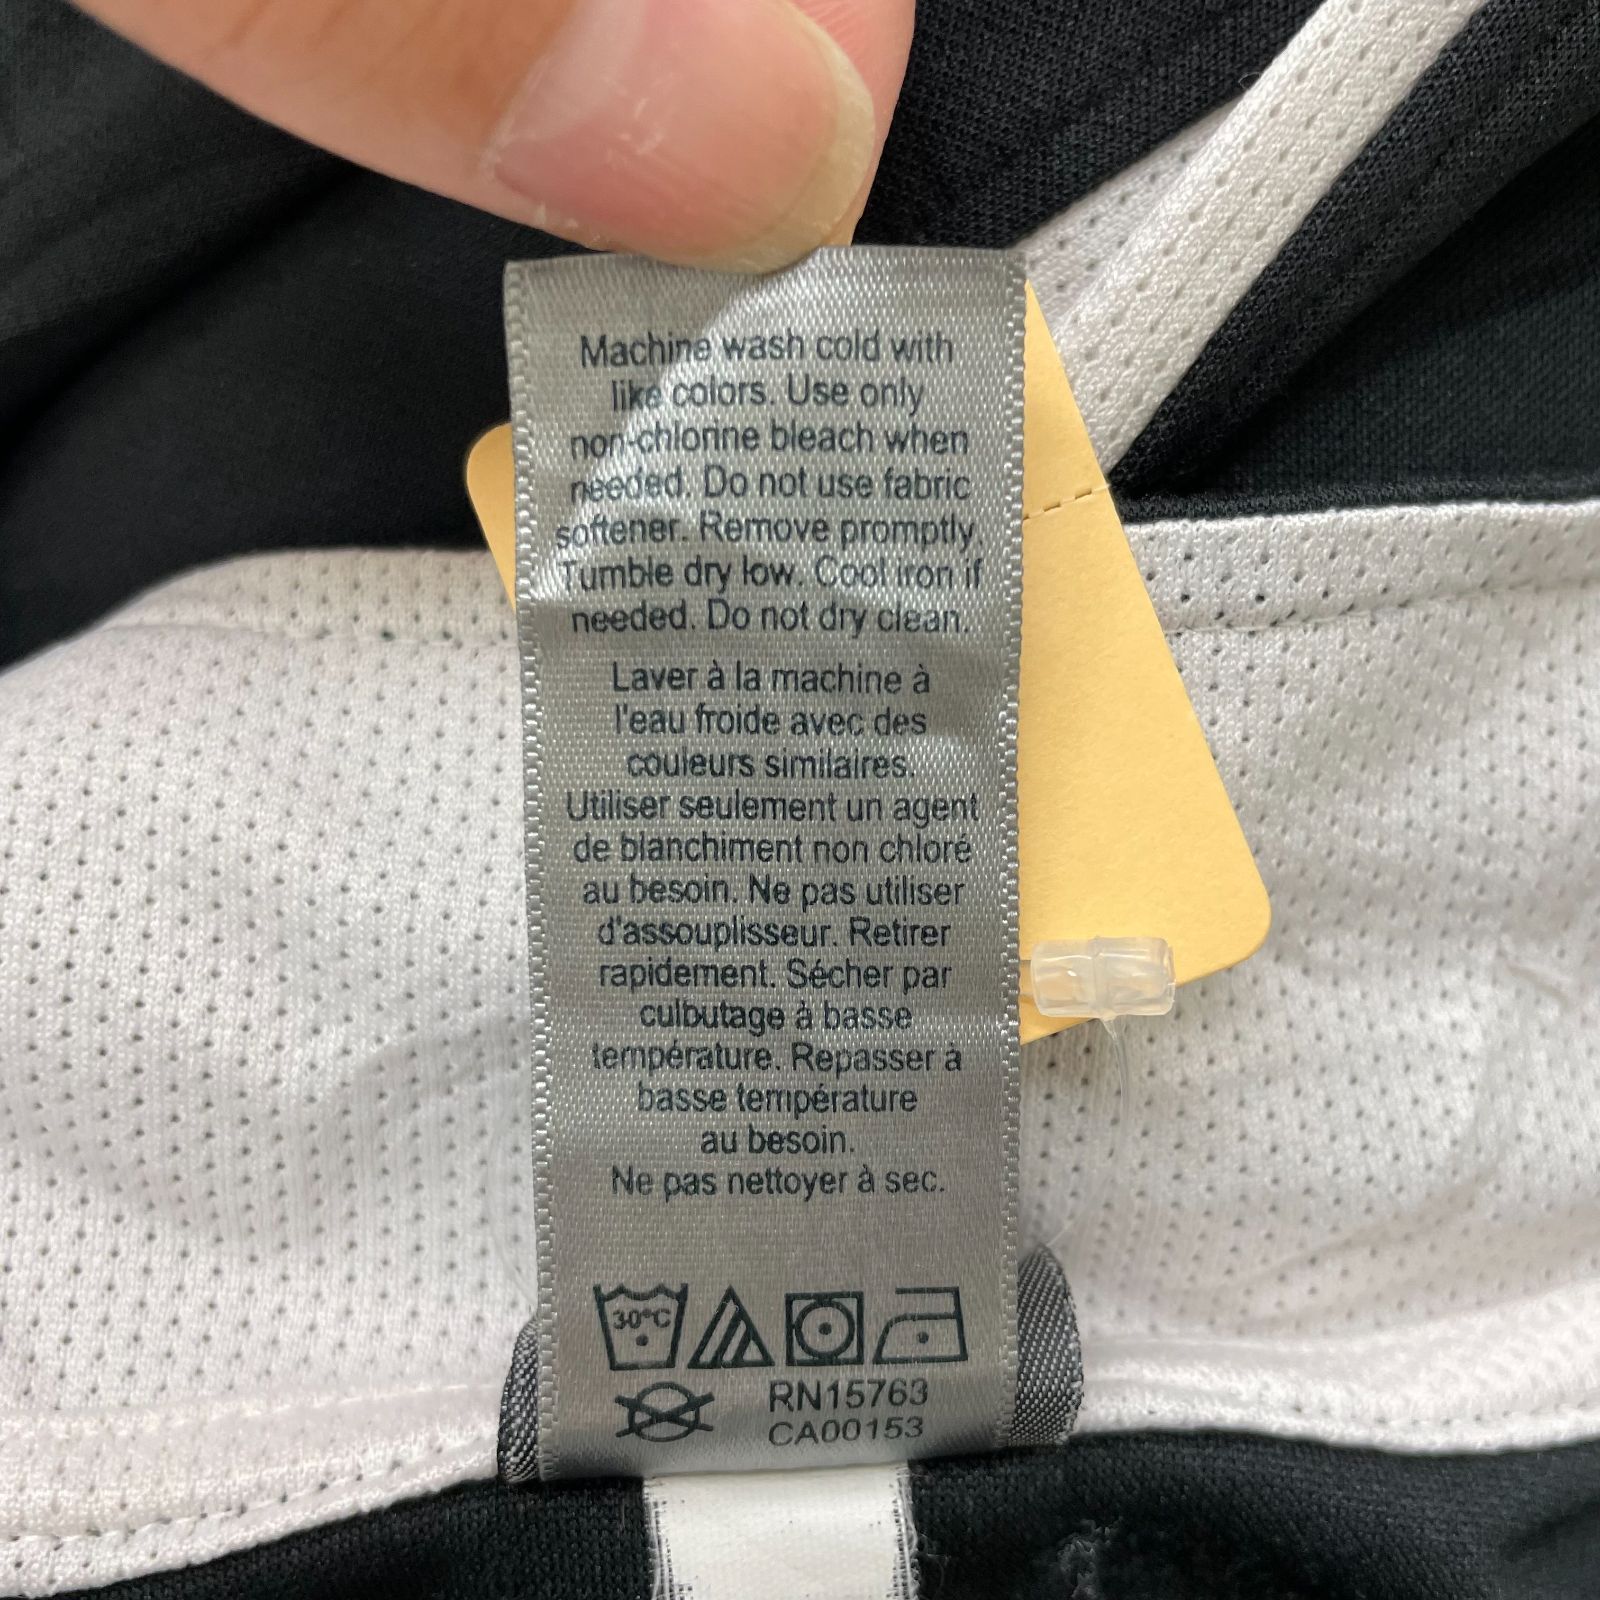 Machine wash cold with
like colors. Use only
non-chlorine bleach when
needed. Do not use fabric
softener. Remove promptly.
Tumble dry low. Cool iron if
needed. Do not dry clean.
Laver à la machine à
l'eau froide avec des
couleurs similaires.
Utiliser seulement un agent
de blanchiment non chloré
au besoin. Ne pas utiliser
d'assouplisseur. Retirer
rapidement. Sécher par
culbutage à basse
température. Repasser à
basse température
au besoin.
Ne pas nettoyer à sec.
30°C
RN15763
CA00153